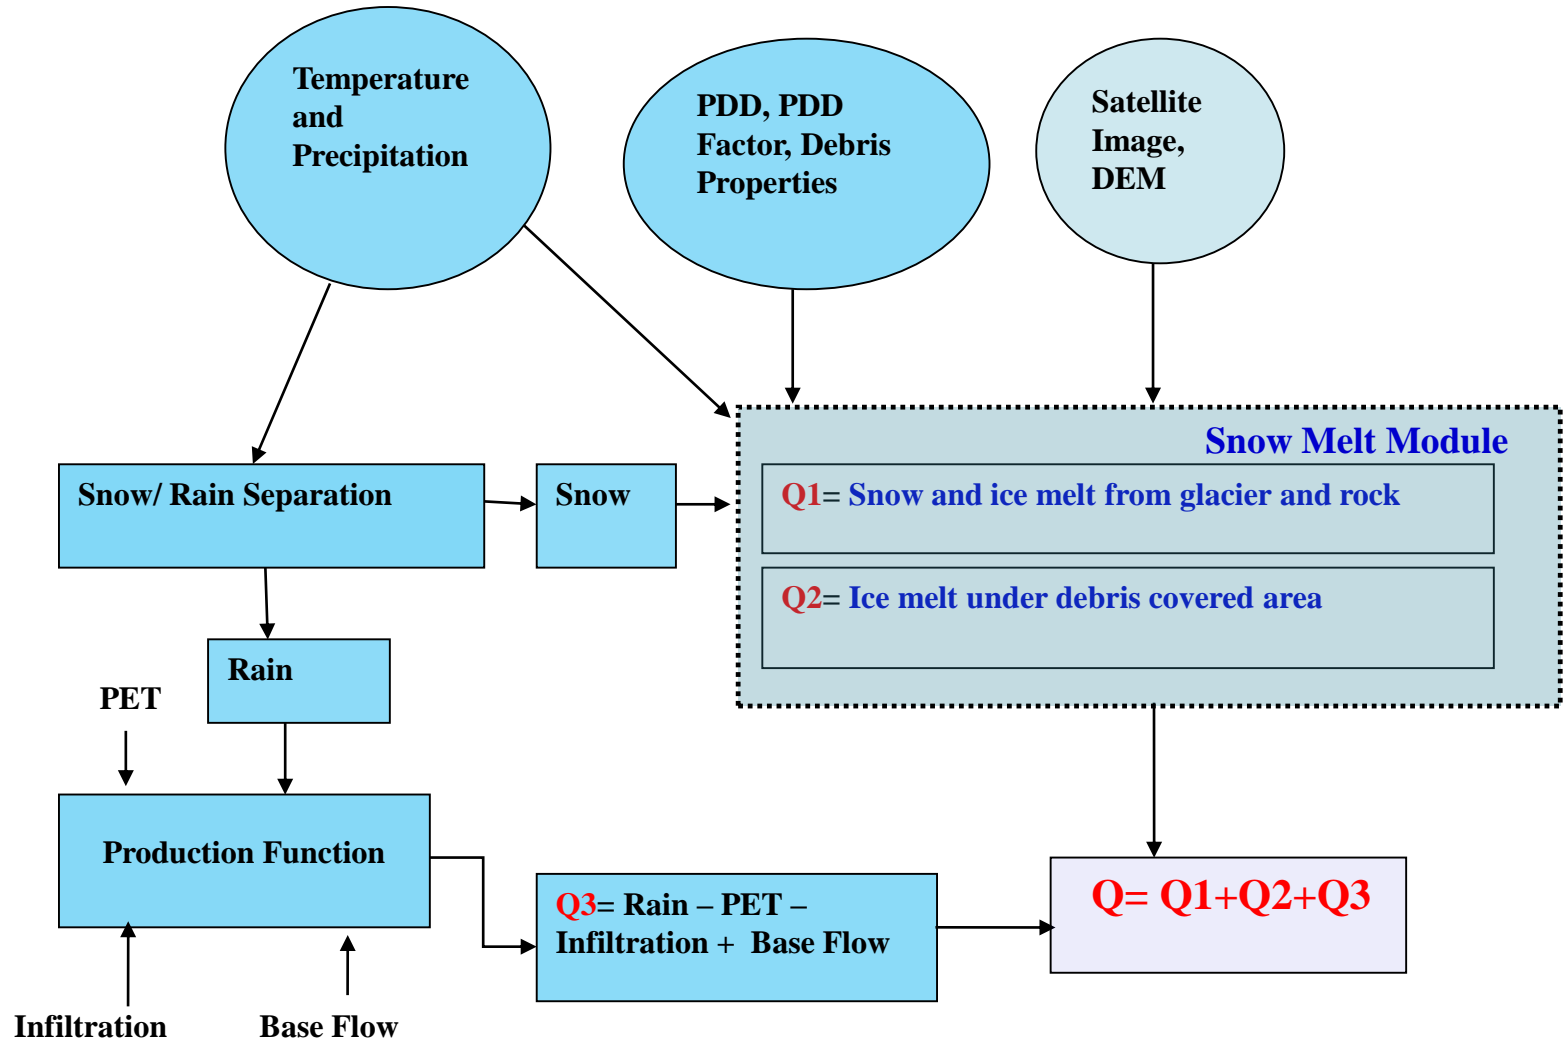 Temperature
and
Precipitation
PDD, PDD
Factor, Debris
Properties
Satellite
Image,
DEM
Snow Melt Module
Snow/ Rain Separation
Snow
Q1= Snow and ice melt from glacier and rock
Q2= Ice melt under debris covered area
Rain
PET
Production Function
Q3= Rain – PET –
Infiltration + Base Flow
Q= Q1+Q2+Q3
Infiltration
Base Flow